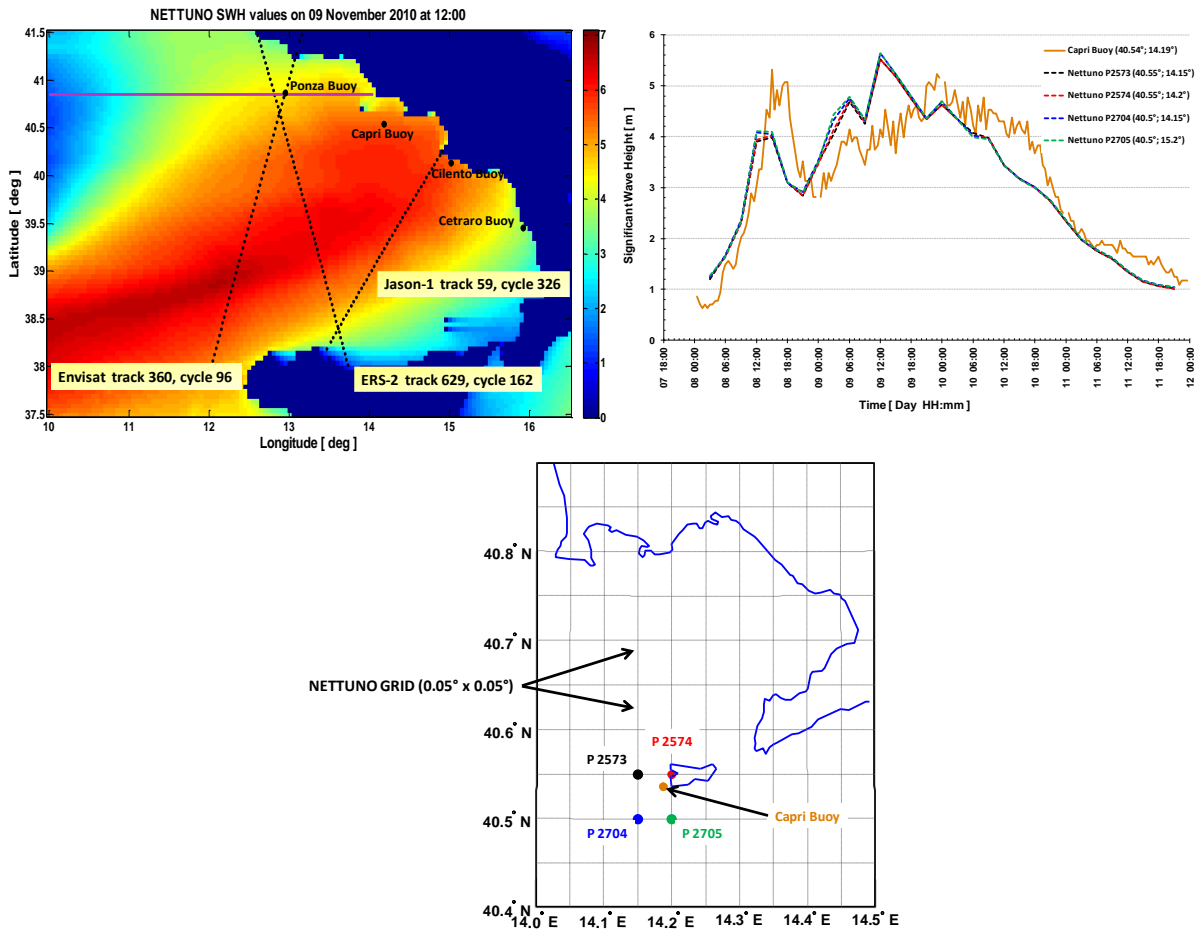 NETTUNO SWH values on 09 November 2010 at 12:00
41.5
41
40.5
40
39.5
39
38.5
38
37.5
10
11
12
13
14
15
16
Latitude [ deg ]
Longitude [ deg ]
Ponza Buoy
Capri Buoy
Cilento Buoy
Cetraro Buoy
Jason-1 track 59, cycle 326
Envisat track 360, cycle 96
ERS-2 track 629, cycle 162
7
6
5
4
3
2
1
0
Significant Wave Height [ m ]
6
5
4
3
2
1
0
07 18:00
08 00:00
08 06:00
08 12:00
08 18:00
09 00:00
09 06:00
09 12:00
09 18:00
10 00:00
10 06:00
10 12:00
10 18:00
11 00:00
11 06:00
11 12:00
11 18:00
12 00:00
Time [ Day HH:mm ]
Capri Buoy (40.54°; 14.19°)
Nettuno P2573 (40.55°; 14.15°)
Nettuno P2574 (40.55°; 14.2°)
Nettuno P2704 (40.5°; 14.15°)
Nettuno P2705 (40.5°; 15.2°)
40.8° N
40.7° N
40.6° N
40.5° N
40.4° N
14.0° E
14.1° E
14.2° E
14.3° E
14.4° E
14.5° E
NETTUNO GRID (0.05° x 0.05°)
P 2574
P 2573
P 2704
P 2705
Capri Buoy